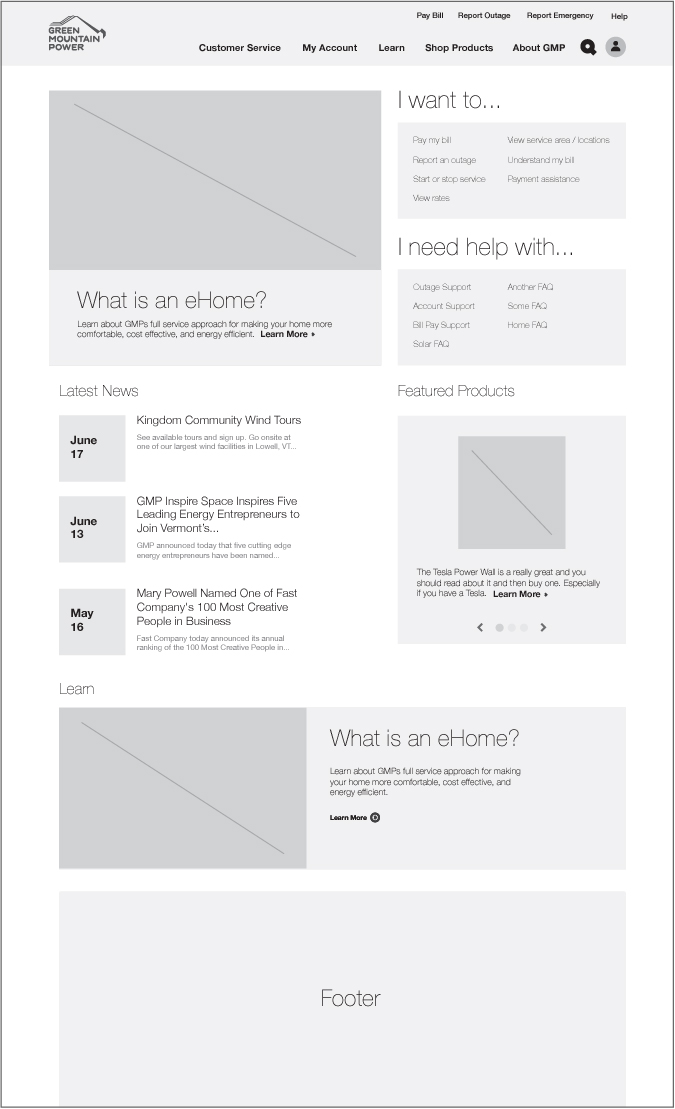 GREEN
MOUNTAIN
POWER
Pay Bill Report Outage Report Emergency Help
Customer Service My Account Learn Shop Products About GMP
What is an eHome?
Learn about GMPs full service approach for making your home more
comfortable, cost effective, and energy efficient. Learn More
I want to...
Pay my bill View service area / locations
Report an outage Understand my bill
Start or stop service Payment assistance
View rates
I need help with...
Outage Support Another FAQ
Account Support Some FAQ
Bill Pay Support Home FAQ
Solar FAQ
Latest News
June
17
Kingdom Community Wind Tours
See available tours and sign up. Go onsite at
one of our largest wind facilities in Lowell, VT...
June
13
GMP Inspire Space Inspires Five
Leading Energy Entrepreneurs to
Join Vermont's...
GMP announced today that five cutting edge
energy entrepreneurs have been named...
May
16
Mary Powell Named One of Fast
Company's 100 Most Creative
People in Business
Fast Company today announced its annual
ranking of the 100 Most Creative People in...
Featured Products
The Tesla Power Wall is a really great and you
should read about it and then buy one. Especially
if you have a Tesla. Learn More
Learn
What is an eHome?
Learn about GMPs full service approach for making
your home more comfortable, cost effective, and
energy efficient.
Learn More
Footer